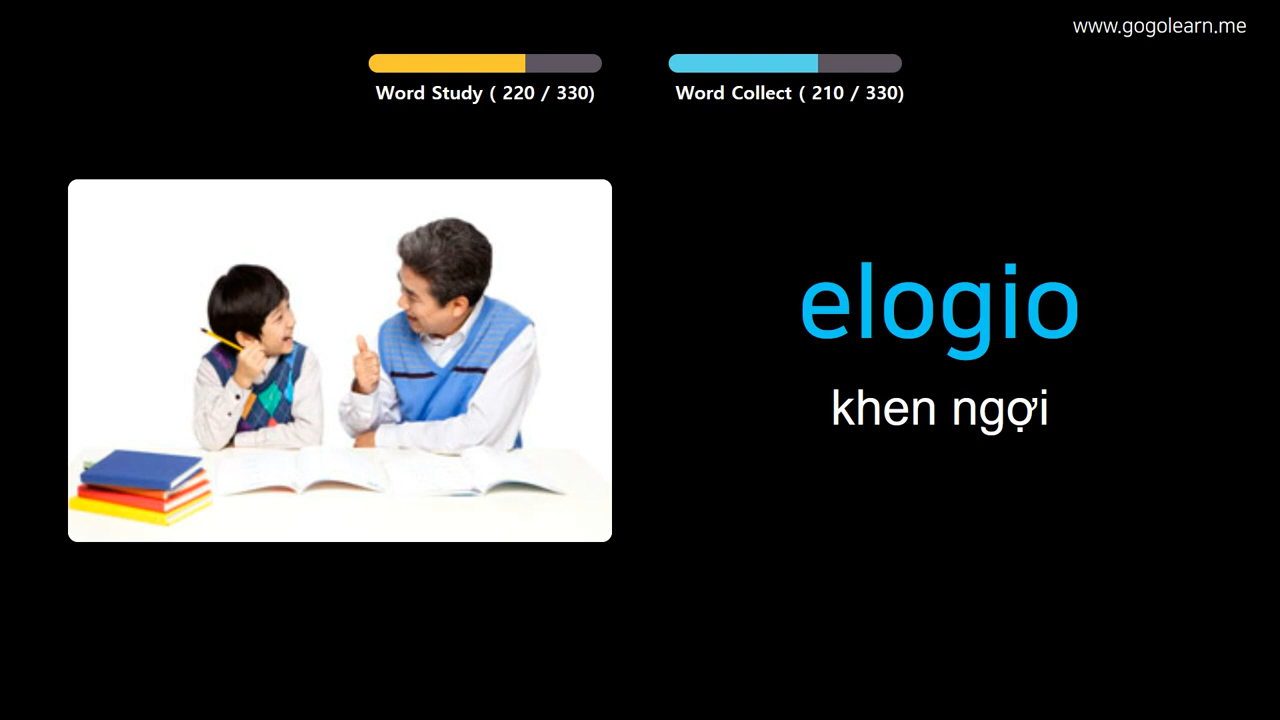 www.gogolearn.me
Word Study ( 220 / 330)
Word Collect ( 210 / 330)
elogio
khen ngợi